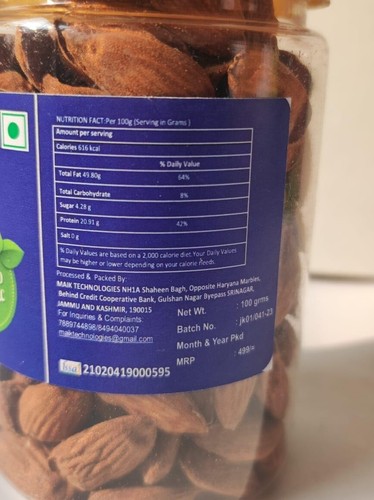 NUTRITION FACT:Per 100g (Serving in Grams )
Amount per serving
Calories 616 kcal
% Daily Value
Total Fat 49.80g 64%
Total Carbohydrate 8%
Sugar 4.28 g
Protein 20.91 g 42%
Salt 0 g
% Daily Values are based on a 2,000 calorie diet.Your Daily Values
may be higher or lower depending on your calorie needs.
Processed & Packed By:
MAIK TECHNOLOGIES NH1A Shaheen Bagh, Opposite Haryana Marbles,
Behind Credit Cooperative Bank, Gulshan Nagar Byepass SRINAGAR,
JAMMU AND KASHMIR, 190015
For Inquiries & Complaints:
7889744898/8494040037
maiktechnologies@gmail.com
fssai 21020419000595
Net Wt. : 100 grms
Batch No. : jk01/041-23
Month & Year Pkd
MRP : 499/=